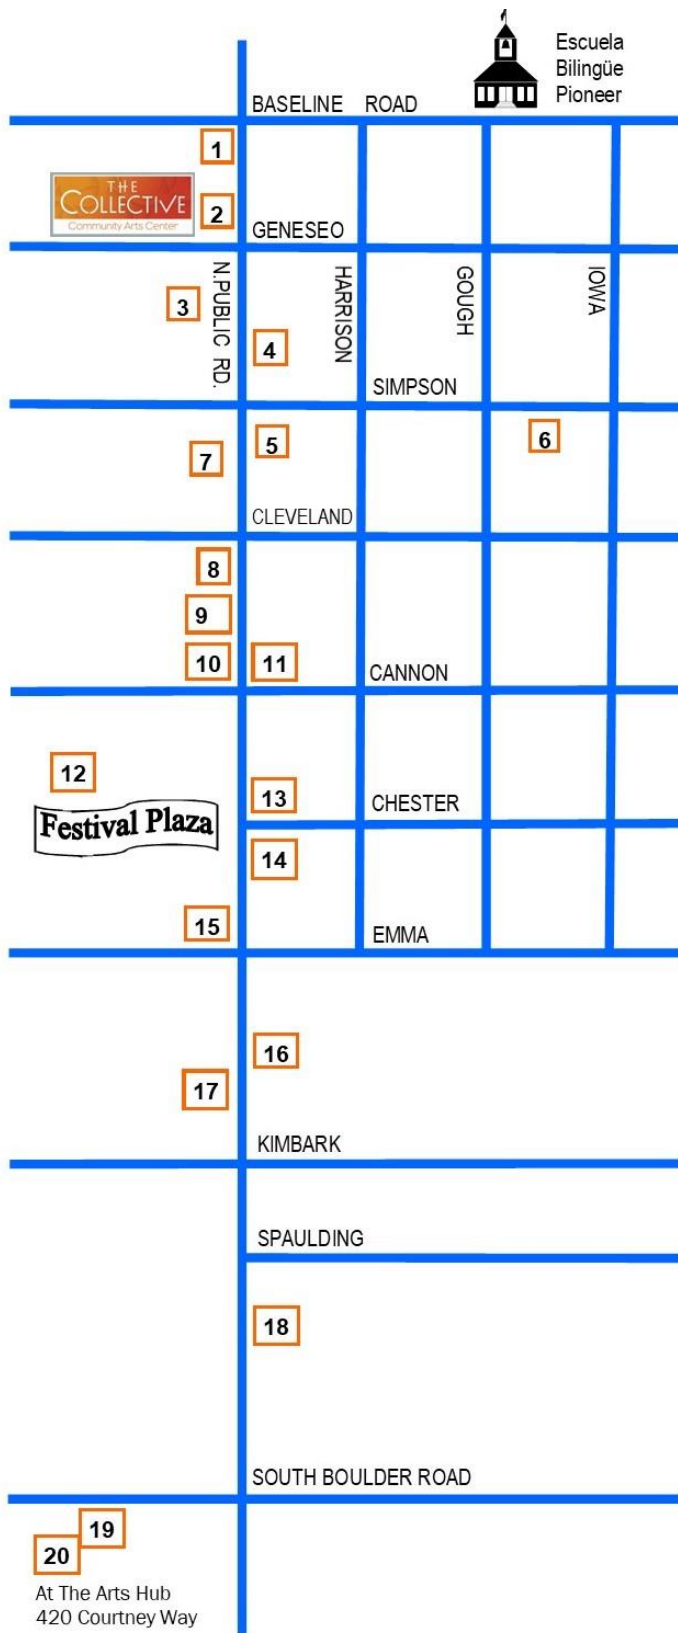 Escuela
Bilingüe
Pioneer
BASELINE ROAD
1
THE
COLLECTIVE
Community Arts Center
2
GENESEO
N.PUBLIC RD.
HARRISON
GOUGH
IOWA
3
4
SIMPSON
5
6
7
CLEVELAND
8
9
10
11
CANNON
12
13
CHESTER
Festival Plaza
14
15
EMMA
16
17
KIMBARK
SPAULDING
18
SOUTH BOULDER ROAD
19
20
At The Arts Hub
420 Courtney Way